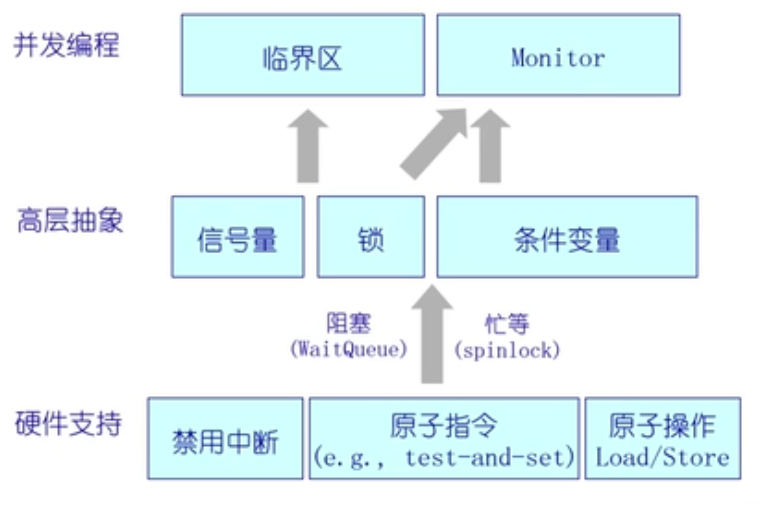 并发编程
临界区
Monitor
高层抽象
信号量
锁
条件变量
阻塞
(WaitQueue)
忙等
(spinlock)
硬件支持
禁用中断
原子指令
(e.g., test-and-set)
原子操作
Load/Store